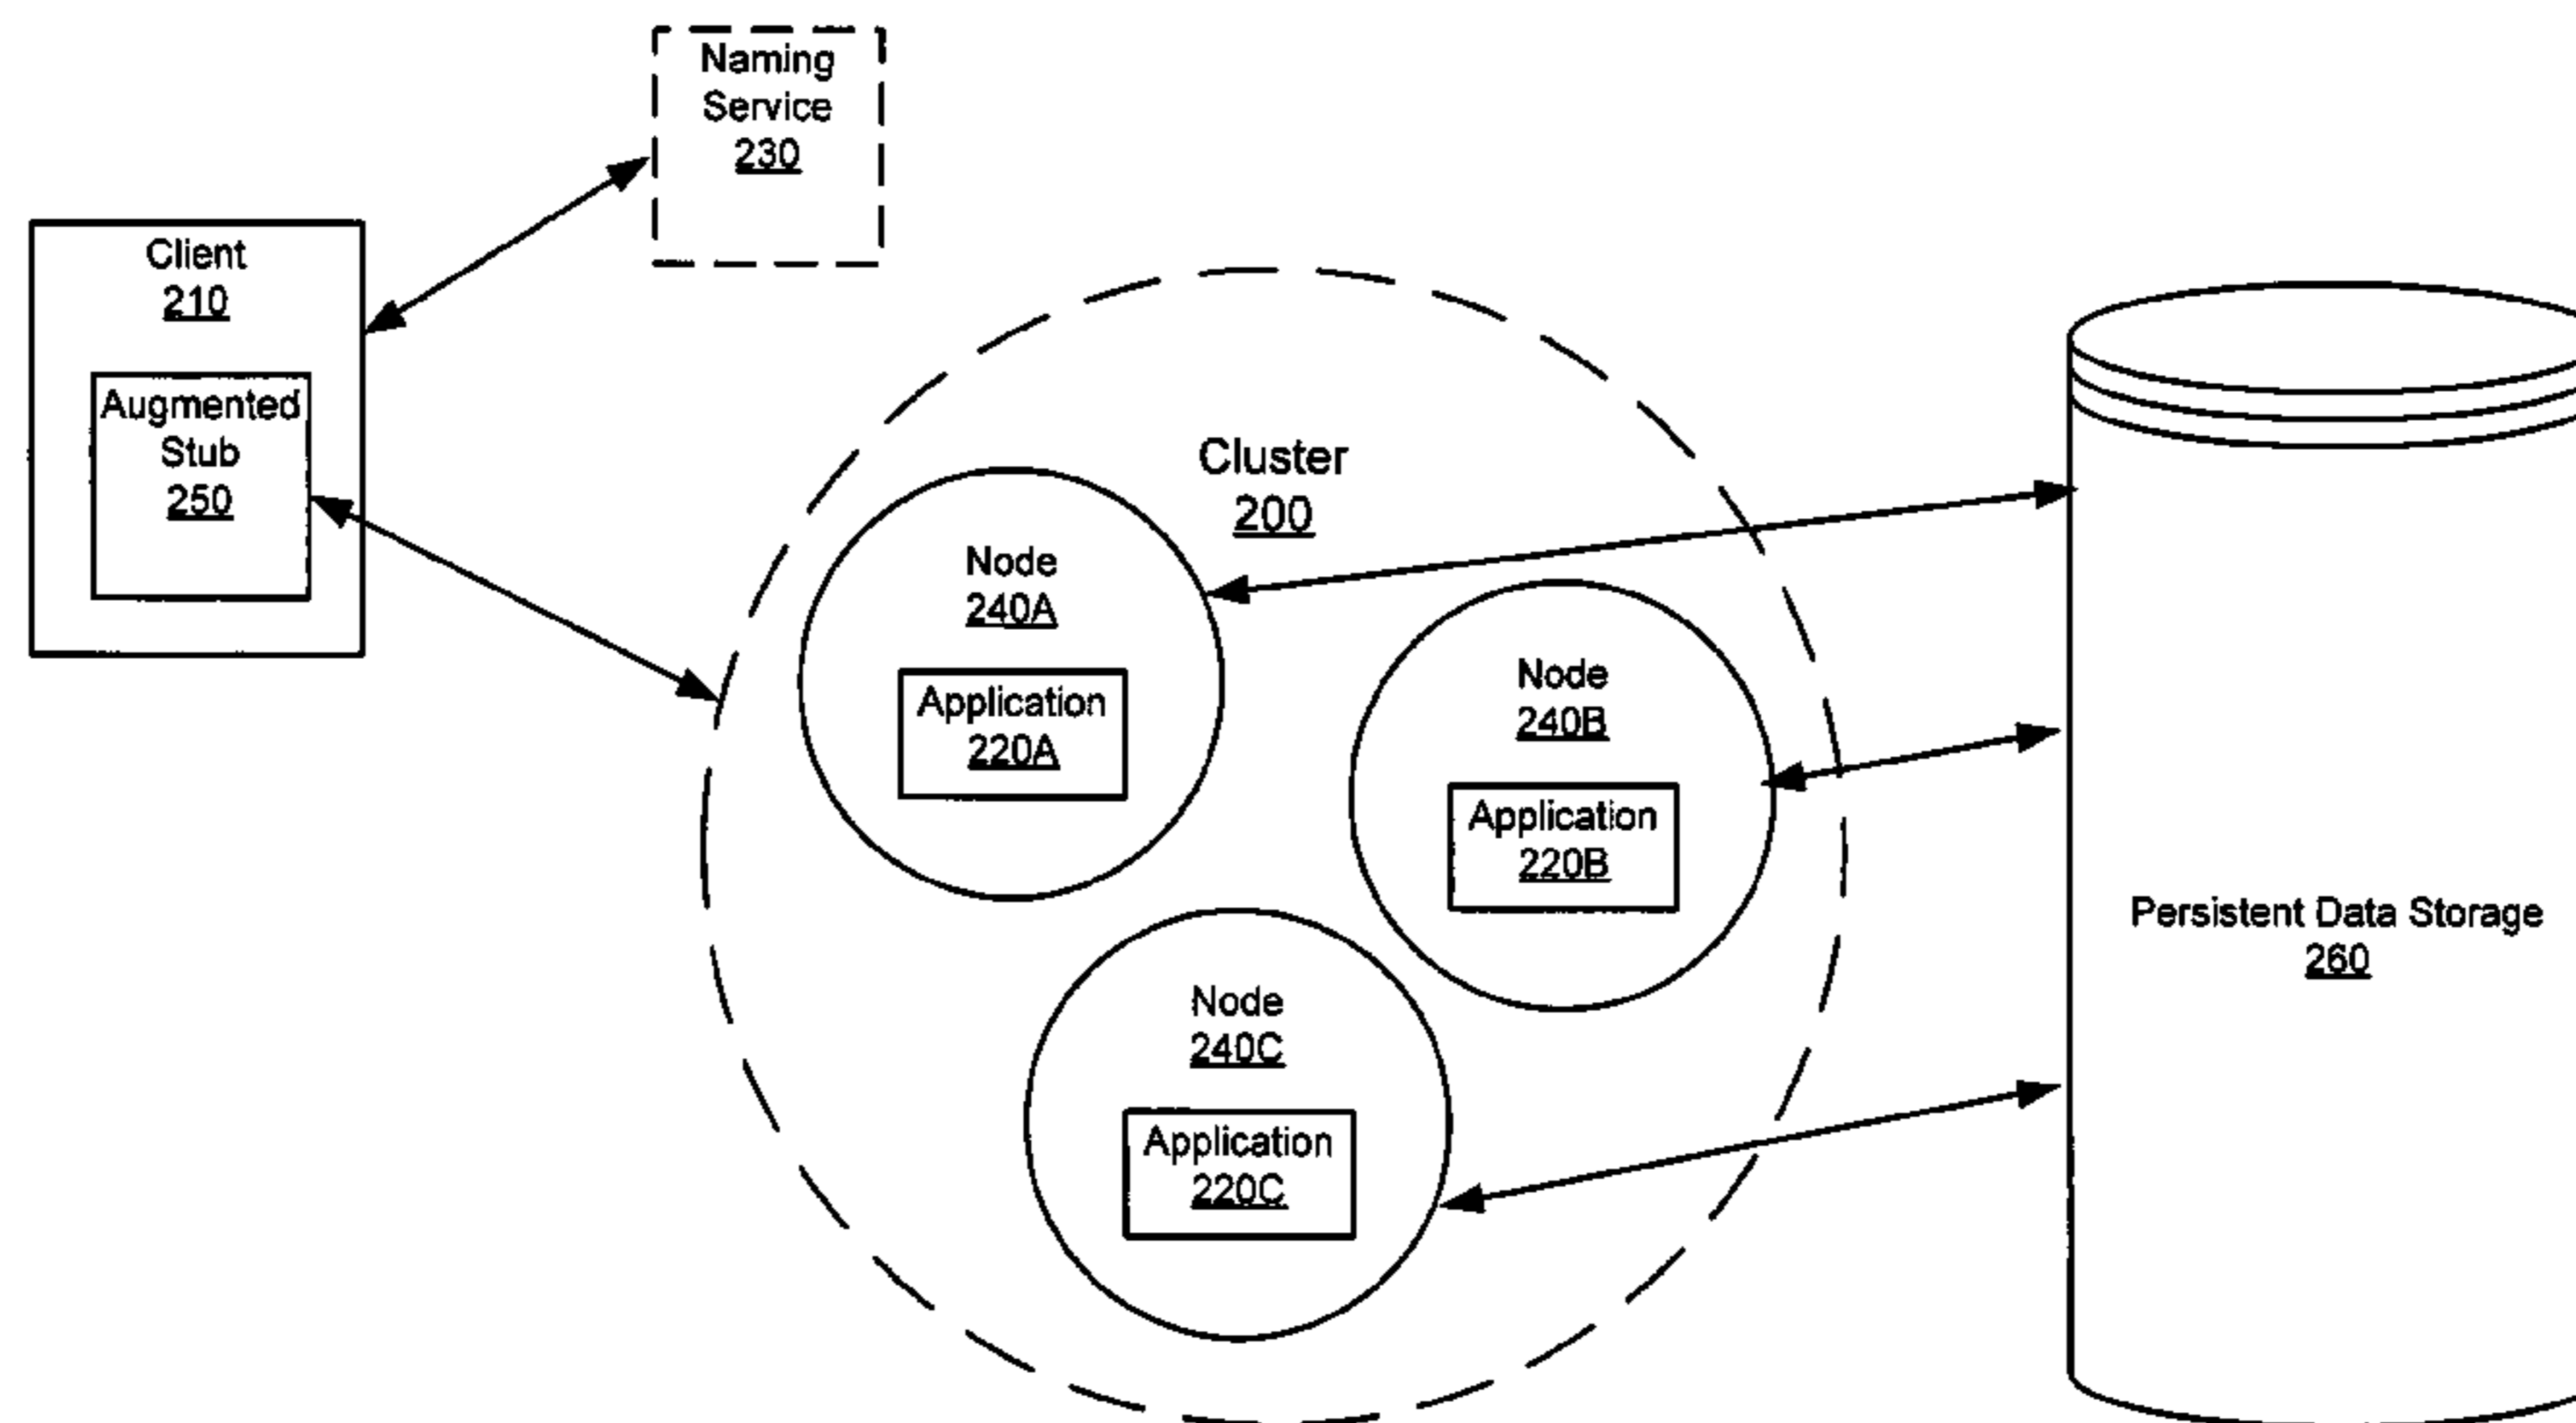 Naming
Service
230
Client
210
Augmented
Stub
250
Cluster
200
Node
240A
Application
220A
Node
240B
Application
220B
Node
240C
Application
220C
Persistent Data Storage
260